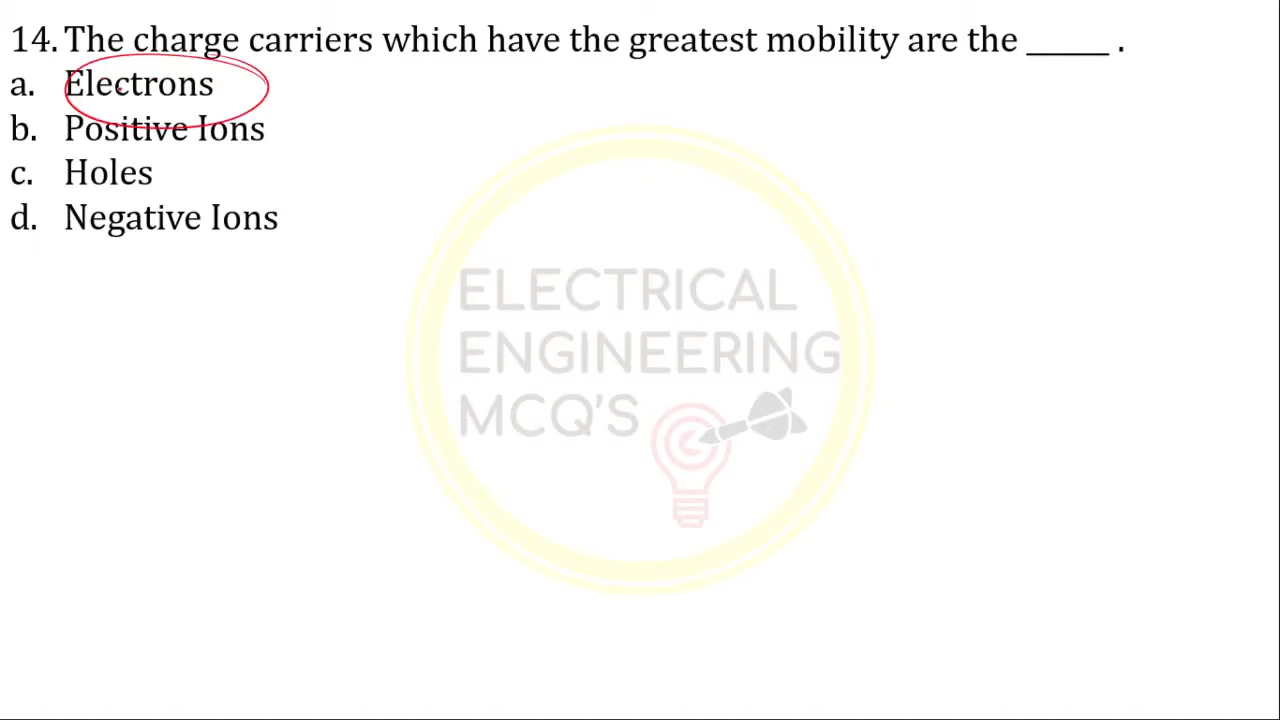 14. The charge carriers which have the greatest mobility are the _____ .
a. Electrons
b. Positive Ions
c. Holes
d. Negative Ions
ELECTRICAL
ENGINEERING
MCQ'S